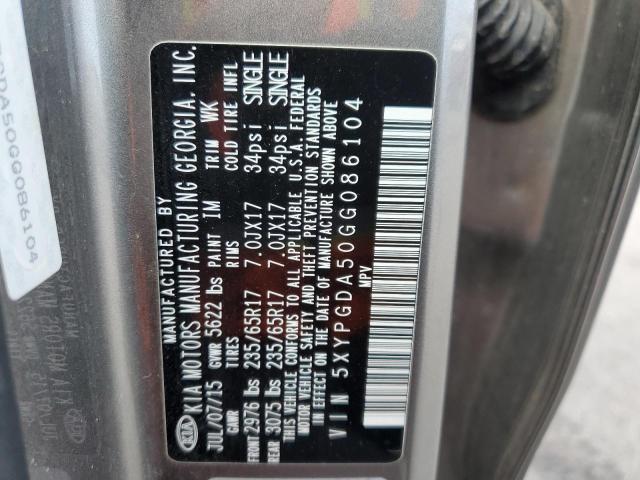 KIA
MANUFACTURED BY
KIA MOTORS MANUFACTURING GEORGIA. INC.
JUL/07/15 GVWR 5622 lbs PAINT IM TRIM WK
GAWR TIRES RIMS COLD TIRE INFL
FRONT 2976 lbs 235/65R17 7.0JX17 34psi SINGLE
REAR 3075 lbs 235/65R17 7.0JX17 34psi SINGLE
THIS VEHICLE CONFORMS TO ALL APPLICABLE U.S.A. FEDERAL
MOTOR VEHICLE SAFETY AND THEFT PREVENTION STANDARDS
IN EFFECT ON THE DATE OF MANUFACTURE SHOWN ABOVE
VIN 5XYPGDA50GG086104
MPV
GDA50GG086104